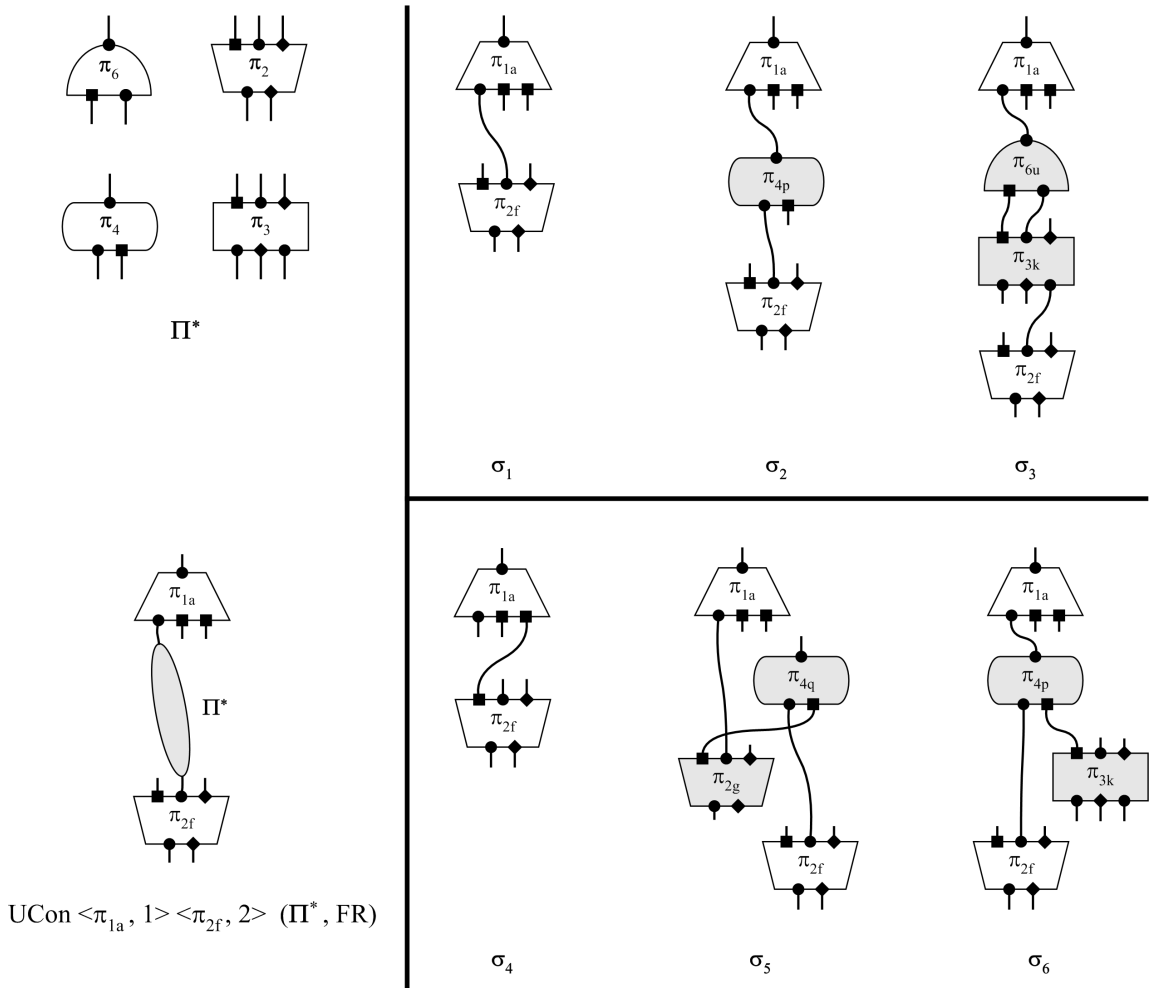 π6
π2
π4
π3
Π*
π1a
Π*
π2f
UCon <π1a, 1> <π2f, 2> (Π*, FR)
π1a
π2f
σ1
π1a
π4p
π2f
σ2
π1a
π6u
π3k
π2f
σ3
π1a
π2f
σ4
π1a
π4q
π2g
π2f
σ5
π1a
π4p
π3k
π2f
σ6